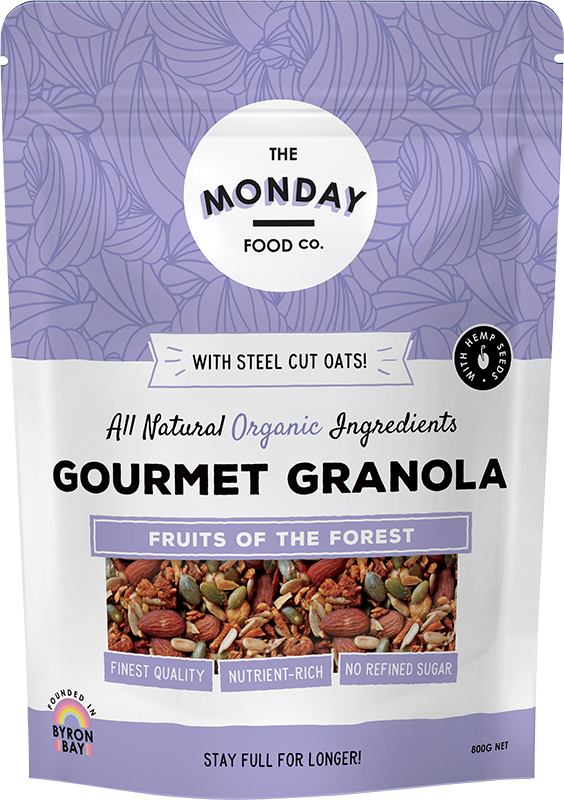 THE
MONDAY
FOOD CO.
WITH STEEL CUT OATS!
WITH HEMP SEEDS •
All Natural Organic Ingredients
GOURMET GRANOLA
FRUITS OF THE FOREST
FINEST QUALITY
NUTRIENT-RICH
NO REFINED SUGAR
FOUNDED IN
BYRON
BAY
STAY FULL FOR LONGER!
800G NET